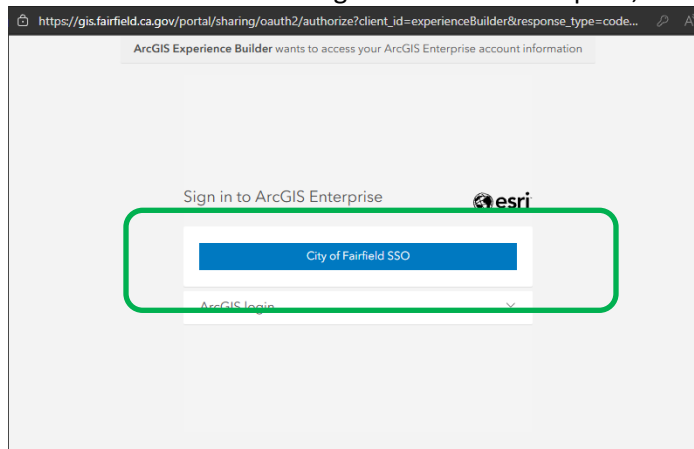 https://gis.fairfield.ca.gov/portal/sharing/oauth2/authorize?client_id=experienceBuilder&response_type=code...
ArcGIS Experience Builder wants to access your ArcGIS Enterprise account information
Sign in to ArcGIS Enterprise
esri
City of Fairfield SSO
ArcGIS login